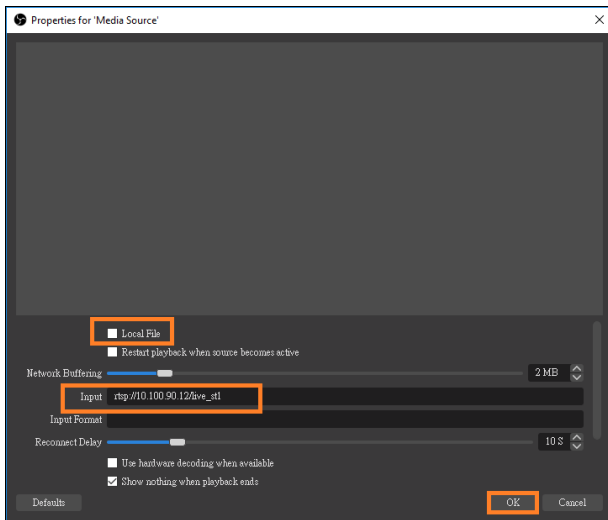 Properties for 'Media Source'
Local File
Restart playback when source becomes active
Network Buffering 2 MB
Input rtsp://10.100.90.12/live_st1
Input Format
Reconnect Delay 10 S
Use hardware decoding when available
Show nothing when playback ends
Defaults OK Cancel